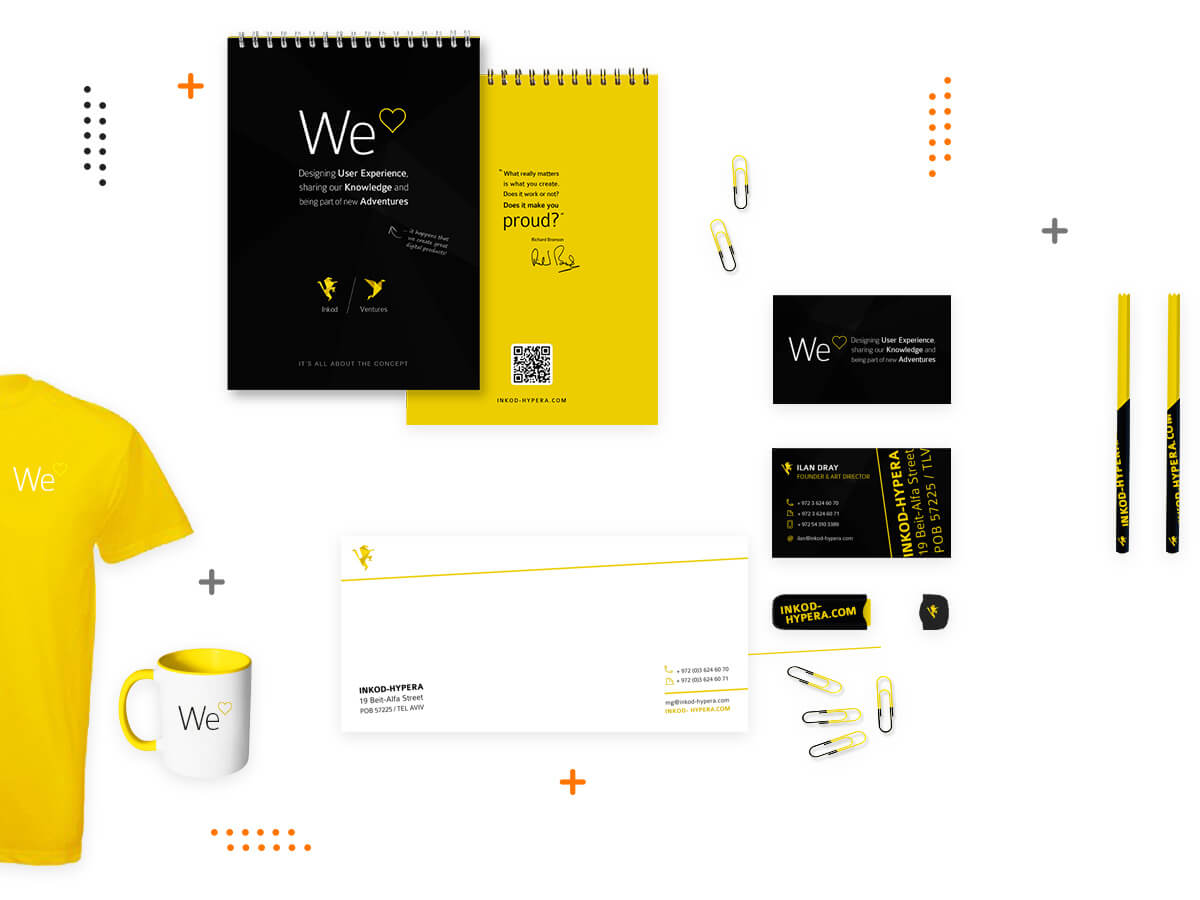 We
Designing User Experience,
sharing our Knowledge and
being part of new Adventures
... it happens that
we create great
digital products!
Inkod / Ventures
IT'S ALL ABOUT THE CONCEPT
"What really matters
is what you create.
Does it work or not?
Does it make you
proud?"
Richard Branson
INKOD-HYPERA.COM
We
Designing User Experience,
sharing our Knowledge and
being part of new Adventures
ILAN DRAY
FOUNDER & ART DIRECTOR
+ 972 3 624 60 70
+ 972 3 624 60 71
+ 972 54 310 3386
@ ilan@inkod-hypera.com
INKOD-HYPERA
19 Beit-Alfa Street
POB 57225 / TLV
INKOD-HYPERA.COM
INKOD-HYPERA.COM
We
INKOD-
HYPERA.COM
We
INKOD-HYPERA
19 Beit-Alfa Street
POB 57225 / TEL AVIV
+ 972 (0)3 624 60 70
+ 972 (0)3 624 60 71
mg@inkod-hypera.com
INKOD- HYPERA.COM